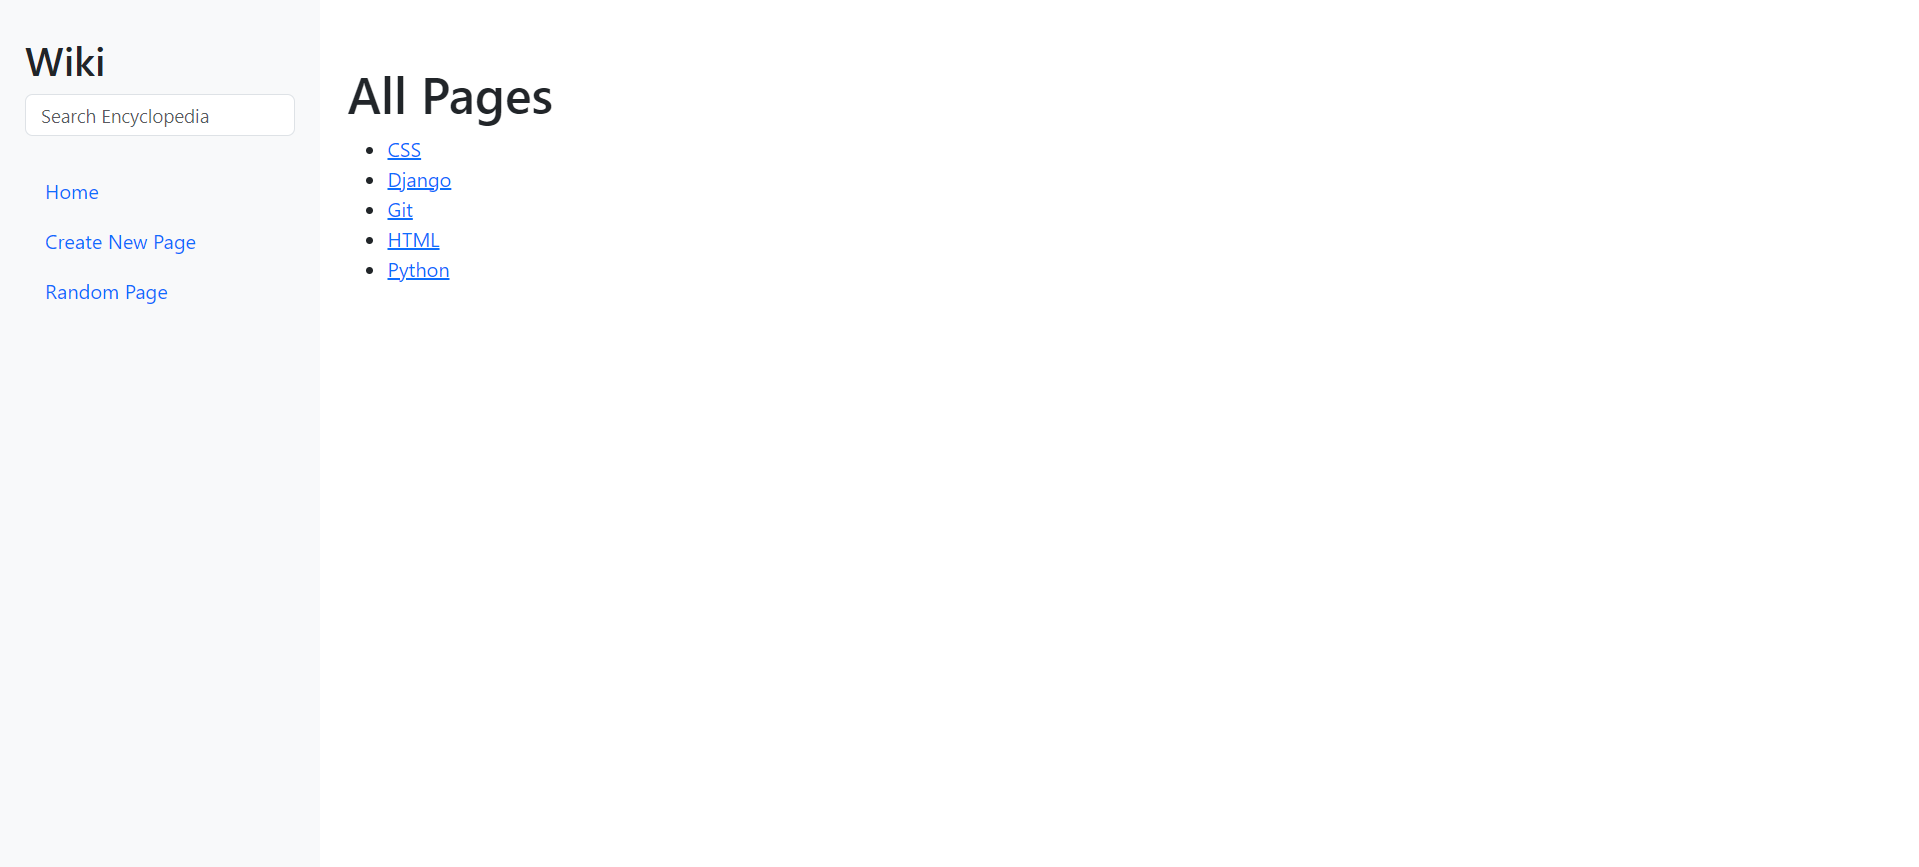 Wiki
Search Encyclopedia
Home
Create New Page
Random Page
All Pages
CSS
Django
Git
HTML
Python